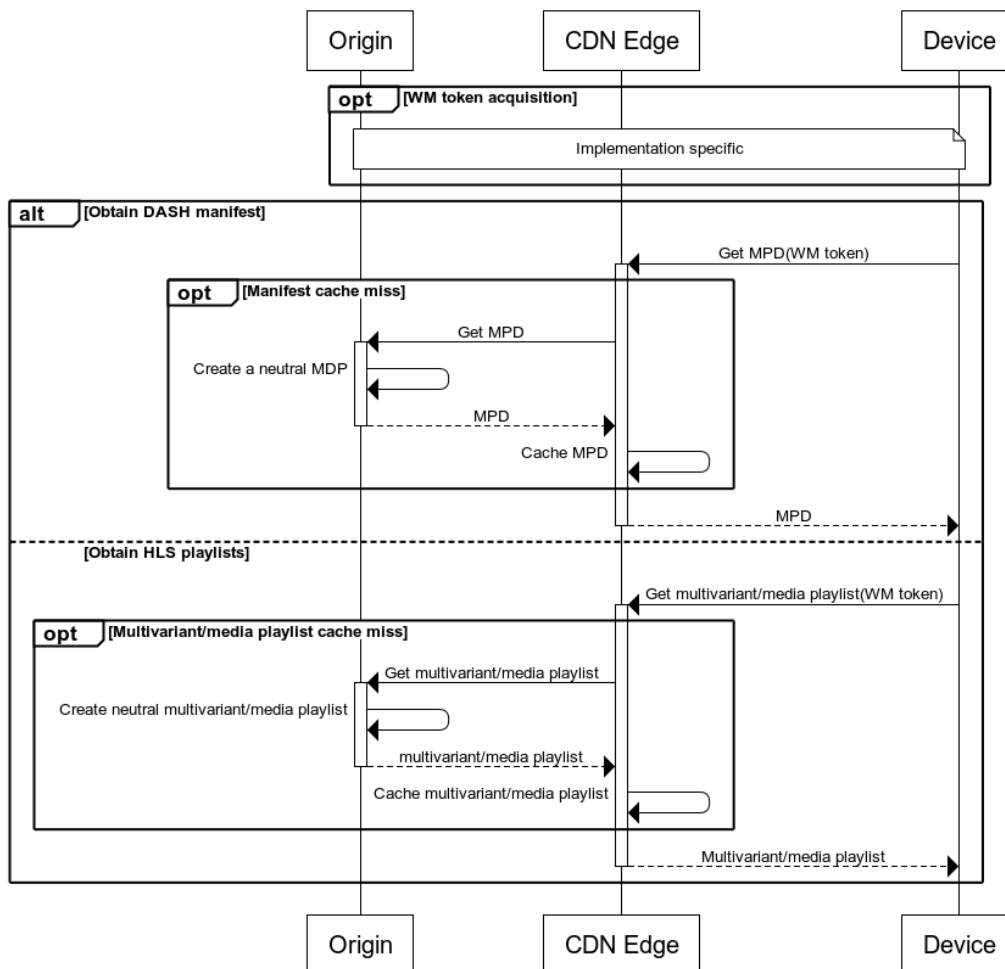 Origin
CDN Edge
Device
opt
[WM token acquisition]
Implementation specific
alt
[Obtain DASH manifest]
Get MPD(WM token)
opt
[Manifest cache miss]
Get MPD
Create a neutral MDP
MPD
Cache MPD
MPD
[Obtain HLS playlists]
Get multivariant/media playlist(WM token)
opt
[Multivariant/media playlist cache miss]
Get multivariant/media playlist
Create neutral multivariant/media playlist
multivariant/media playlist
Cache multivariant/media playlist
Multivariant/media playlist
Origin
CDN Edge
Device